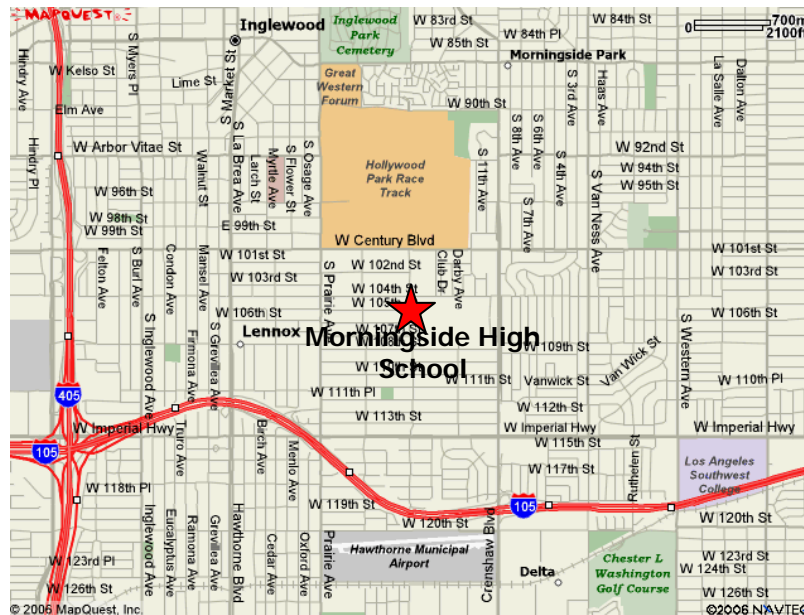 MAPQUEST
Inglewood
Inglewood
Park
Cemetery
W 83rd St
W 84th St
W 84th Pl
W 85th St
700m
0
2100ft
Morningside Park
Hindry Ave
S Myers Pl
W Kelso St
Lime St
S Market St
Great
Western
Forum
W 90th St
S 3rd Ave
Haas Ave
La Salle Ave
Dalton Ave
Elm Ave
Hindry Pl
W Arbor Vitae St
Walnut St
S La Brea Ave
Larch St
Myrtle Ave
S Flower St
S Osage Ave
Hollywood
Park Race
Track
S 11th Ave
S 8th Ave
S 6th Ave
S 4th Ave
W 92nd St
W 94th St
W 95th St
S Van Ness Ave
S 7th Ave
W 96th St
W 98th St
W 99th St
E 99th St
W Century Blvd
W 101st St
W 101st St
Felton Ave
S Burl Ave
Condon Ave
Mansel Ave
W 103rd St
W 102nd St
Club Dr
Darby Ave
W 103rd St
S Prairie Ave
W 104th St
W 105th
W 106th St
W 106th St
Lennox
W 107th St
W 108th St
Morningside High
School
W 109th St
S Inglewood Ave
Firmona Ave
S Grevillea Ave
W 111th Pl
W 111th St
Vanwick St
Van Wick St
W 110th Pl
S Western Ave
405
W 113th St
W 112th St
W Imperial Hwy
W Imperial Hwy
W Imperial Hwy
105
Truro Ave
Birch Ave
Menlo Ave
W 115th St
W 117th St
Ruthelen St
Los Angeles
Southwest
College
W 118th Pl
W 119th St
W 120th St
105
W 120th St
Inglewood Ave
Eucalyptus Ave
Ramona Ave
Grevillea Ave
Hawthorne Blvd
Cedar Ave
Oxford Ave
Prairie Ave
Crenshaw Blvd
Hawthorne Municipal
Airport
Delta
Chester L
Washington
Golf Course
W 123rd Pl
W 123rd St
W 124th St
W 126th St
W 126th St
© 2006 MapQuest, Inc.
©2006 NAVTEQ